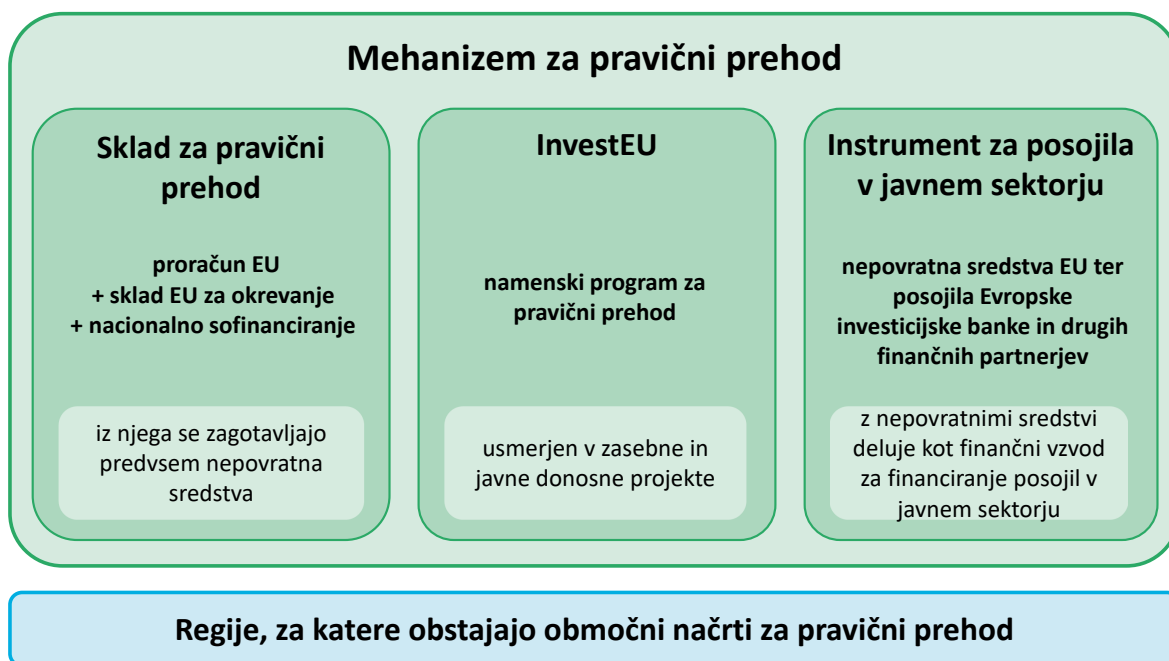 Mehanizem za pravični prehod
Sklad za pravični
prehod
proračun EU
+ sklad EU za okrevanje
+ nacionalno sofinanciranje
iz njega se zagotavljajo
predvsem nepovratna
sredstva
InvestEU
namenski program za
pravični prehod
usmerjen v zasebne in
javne donosne projekte
Instrument za posojila
v javnem sektorju
nepovratna sredstva EU ter
posojila Evropske
investicijske banke in drugih
finančnih partnerjev
z nepovratnimi sredstvi
deluje kot finančni vzvod
za financiranje posojil v
javnem sektorju
Regije, za katere obstajajo območni načrti za pravični prehod